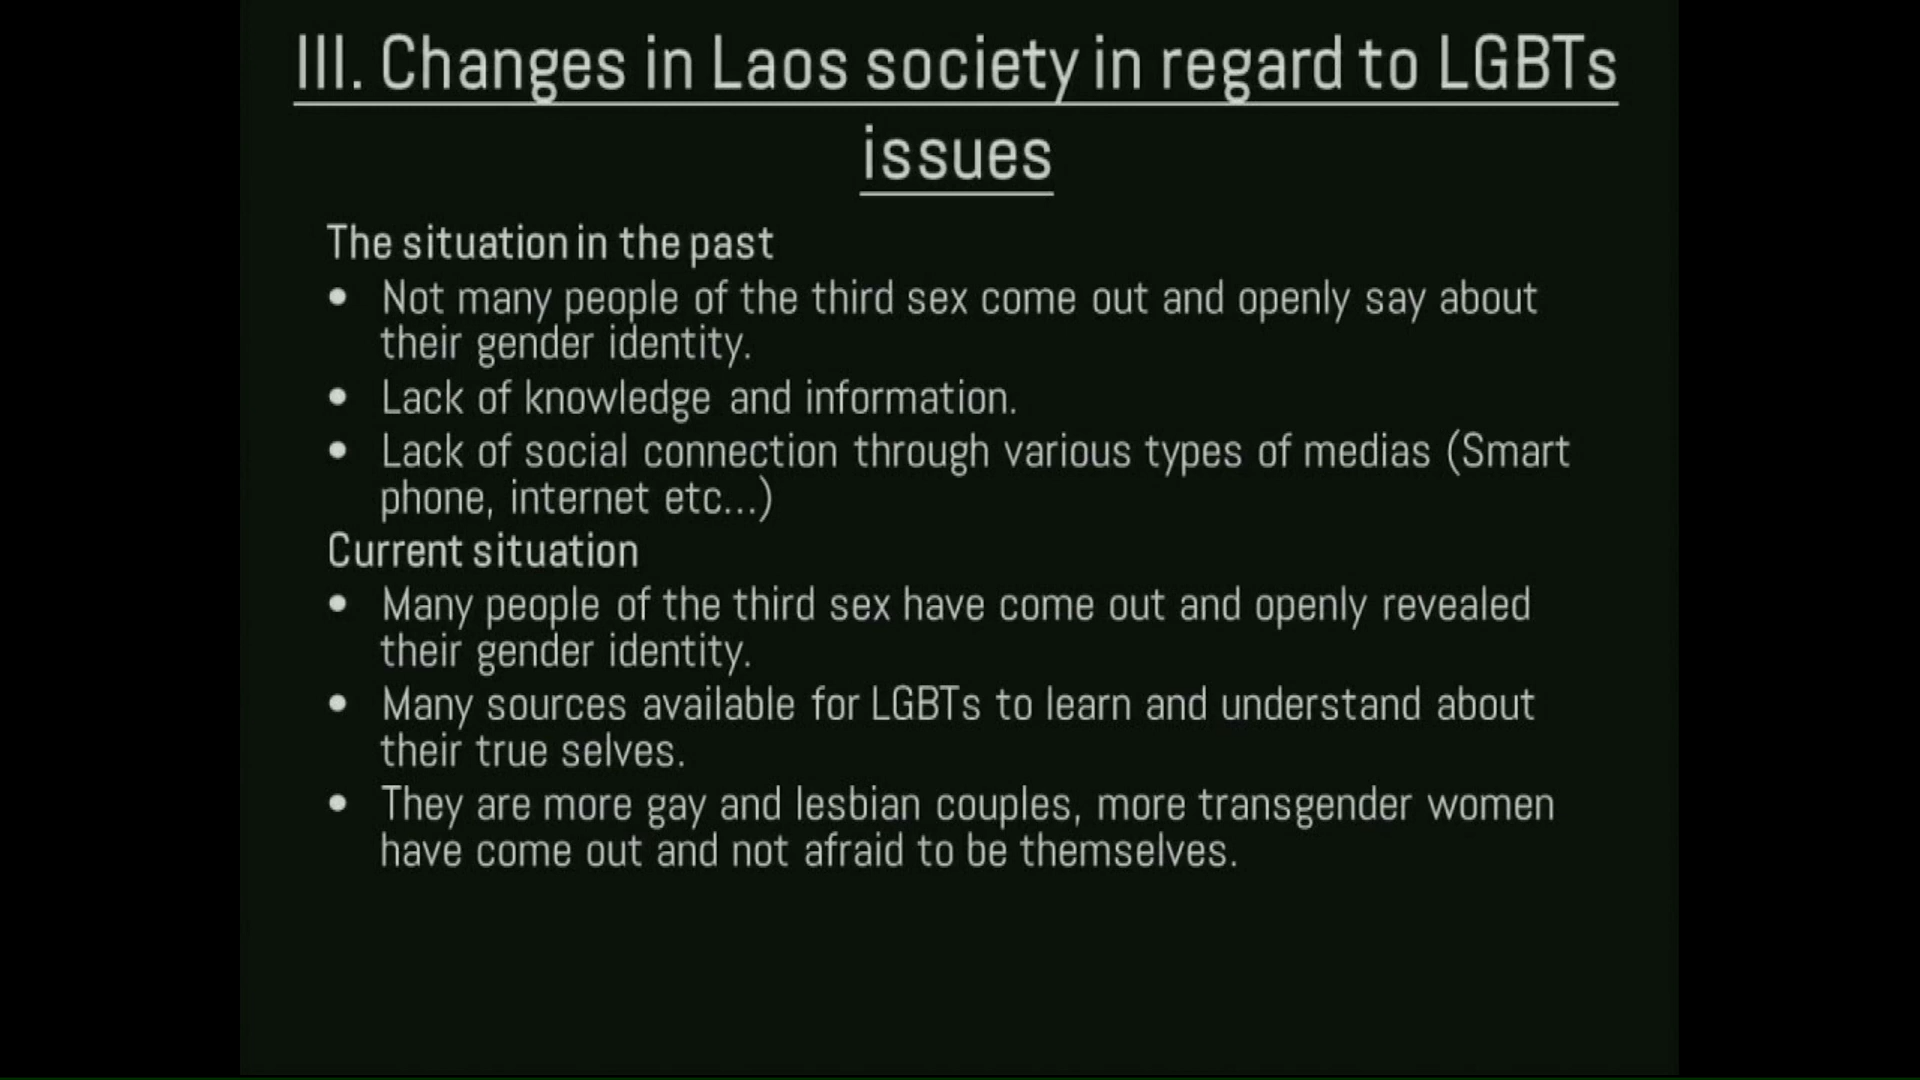 III. Changes in Laos society in regard to LGBTs
issues
The situation in the past
• Not many people of the third sex come out and openly say about
their gender identity.
• Lack of knowledge and information.
• Lack of social connection through various types of medias (Smart
phone, internet etc...)
Current situation
• Many people of the third sex have come out and openly revealed
their gender identity.
• Many sources available for LGBTs to learn and understand about
their true selves.
• They are more gay and lesbian couples, more transgender women
have come out and not afraid to be themselves.